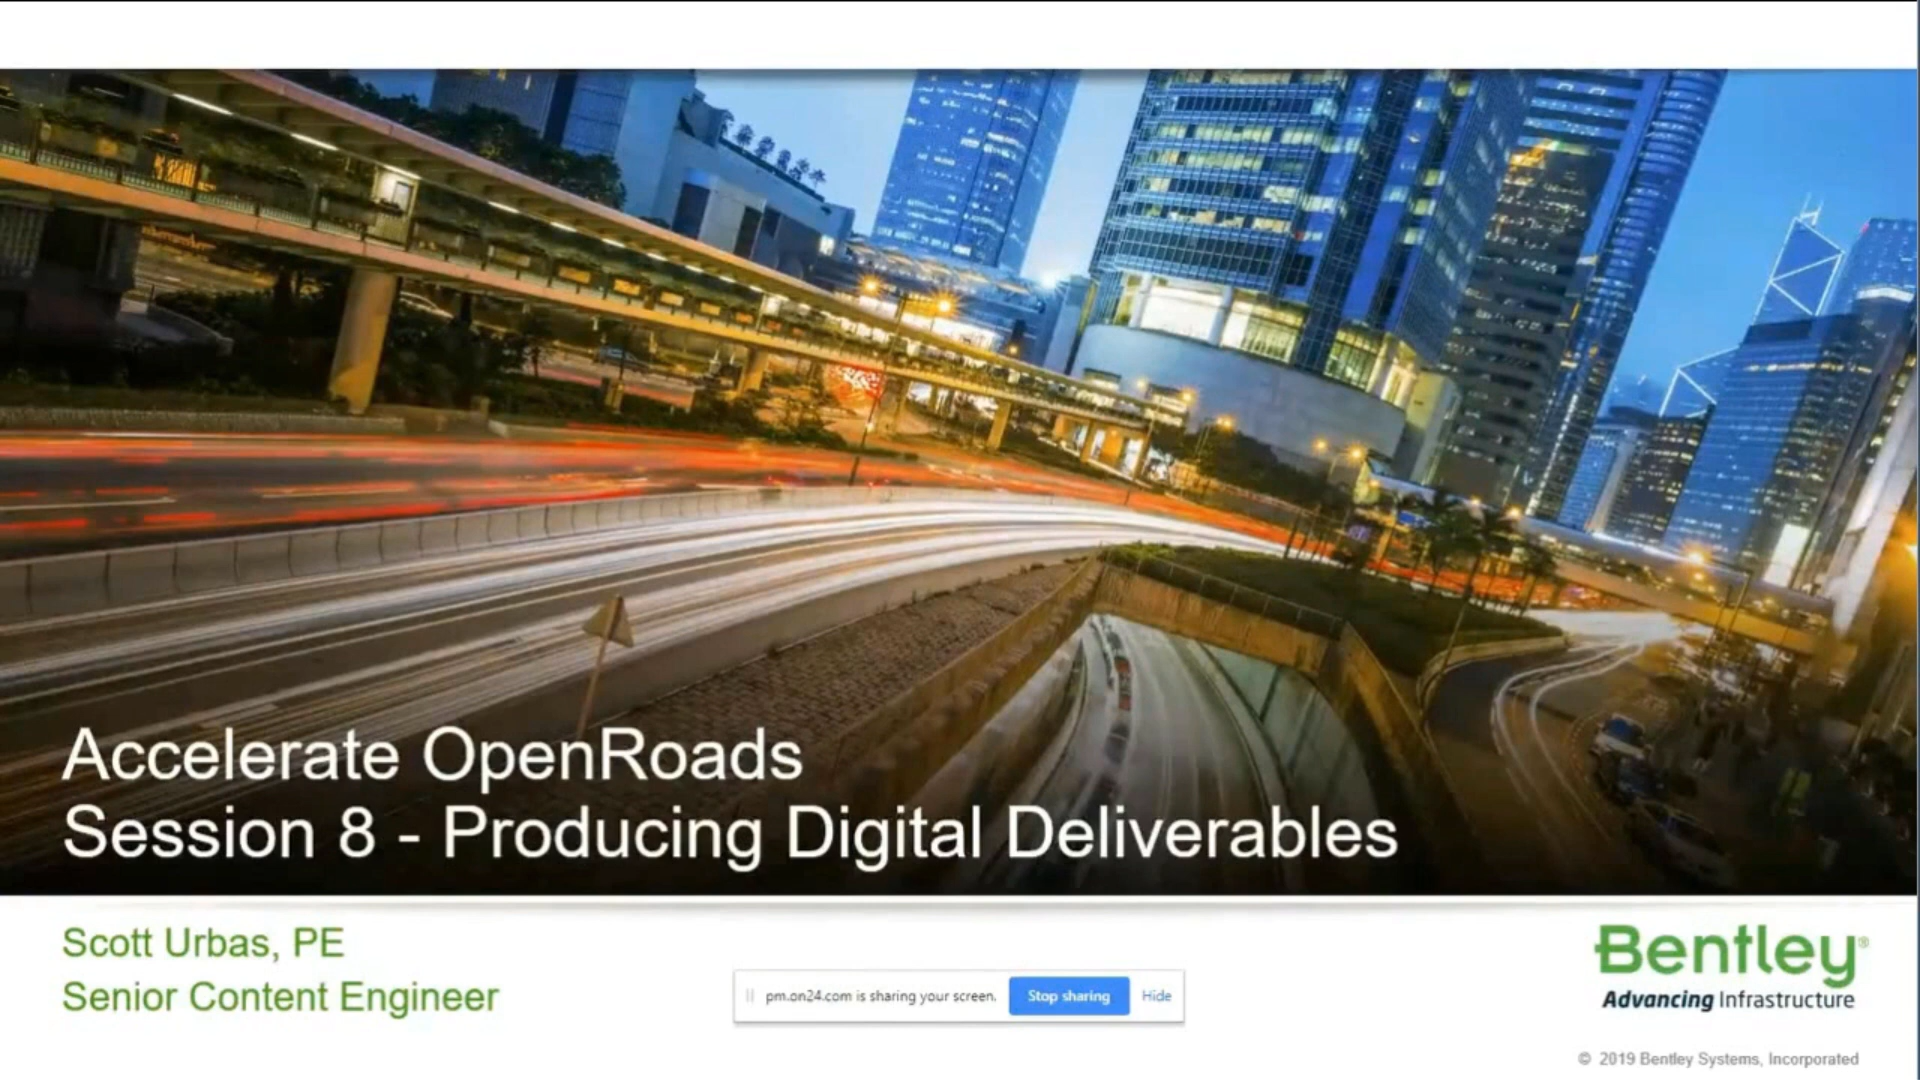 Accelerate OpenRoads
Session 8 - Producing Digital Deliverables
Scott Urbas, PE
Senior Content Engineer
pm.on24.com is sharing your screen. Stop sharing Hide
Bentley®
Advancing Infrastructure
© 2019 Bentley Systems, Incorporated